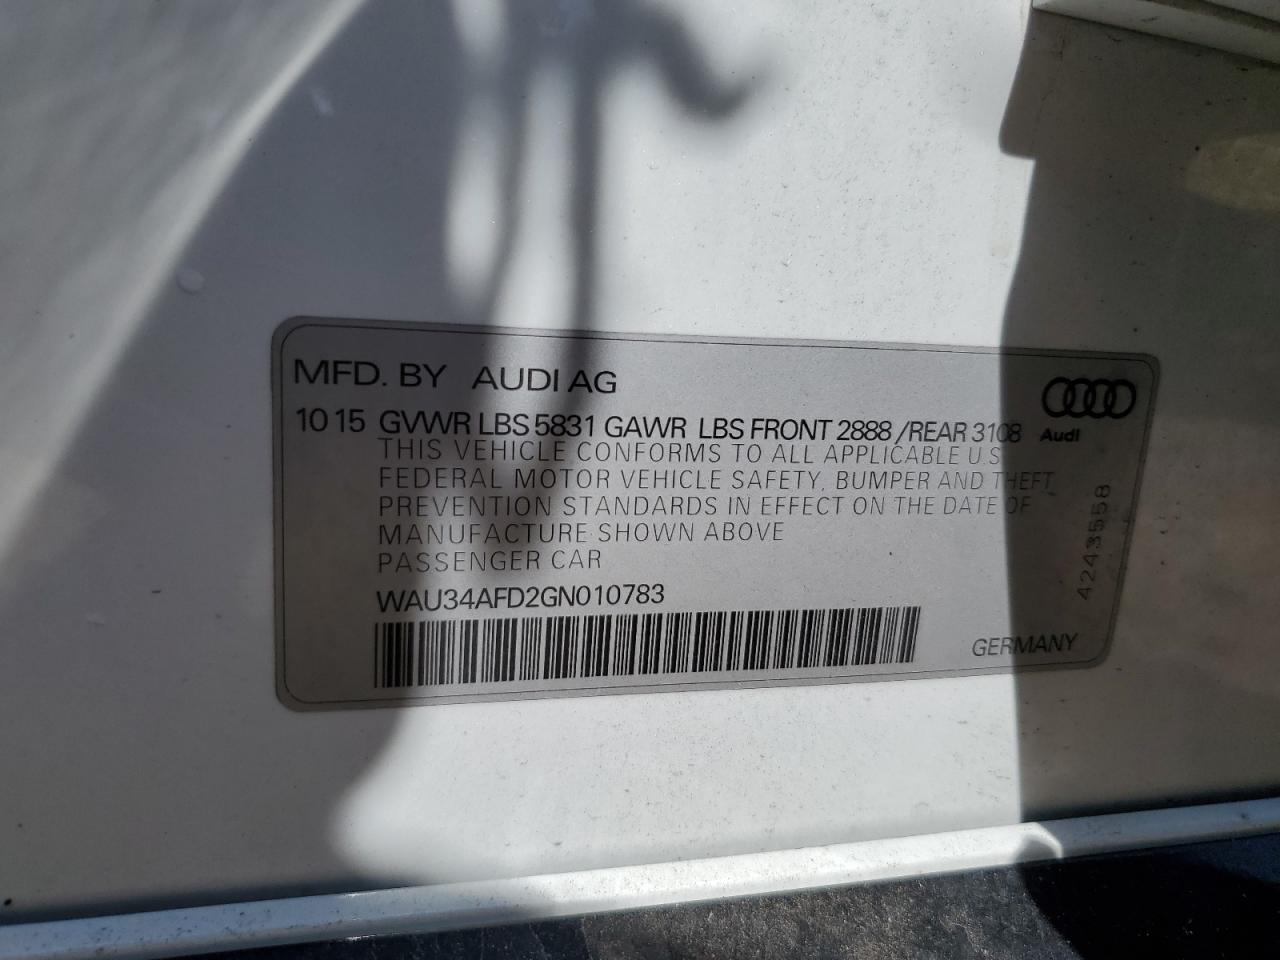 MFD. BY AUDI AG
10 15 GVWR LBS 5831 GAWR LBS FRONT 2888 /REAR 3108
Audi
THIS VEHICLE CONFORMS TO ALL APPLICABLE U.S
FEDERAL MOTOR VEHICLE SAFETY, BUMPER AND THEFT
PREVENTION STANDARDS IN EFFECT ON THE DATE OF
MANUFACTURE SHOWN ABOVE
PASSENGER CAR
WAU34AFD2GN010783
4243558
GERMANY